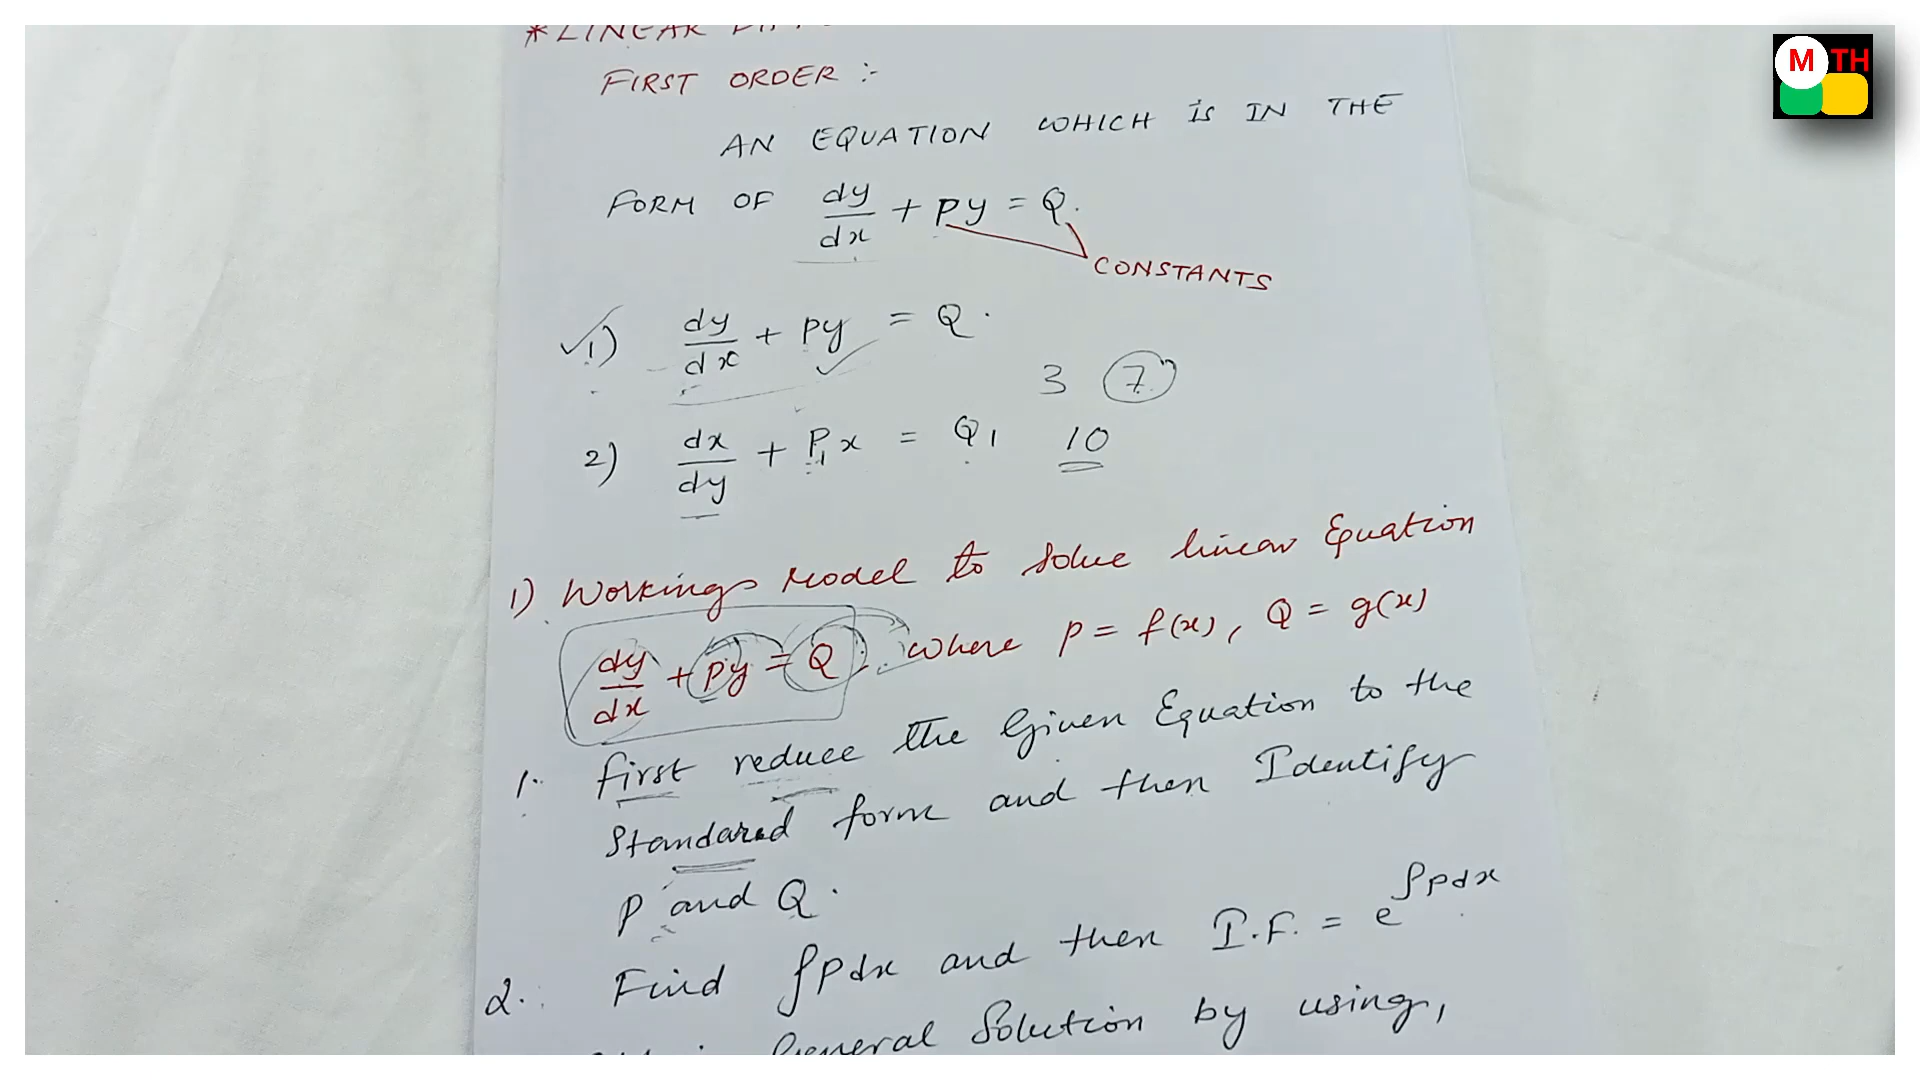 * LINEAR
FIRST ORDER :-
AN EQUATION WHICH is IN THE
FORM OF dy/dx + py = Q.
CONSTANTS
1) dy/dx + py = Q.
3 7
2) dx/dy + P₁x = Q₁ 10
1) Workings Model to solve linear Equation
dy/dx + py = Q, where p = f(x), Q = g(x)
1. first reduce the Given Equation to the
Standared form and then Identify
p and Q.
2. Find ∫pdx and then I.F. = e^∫pdx
General Solution by using,
M TH